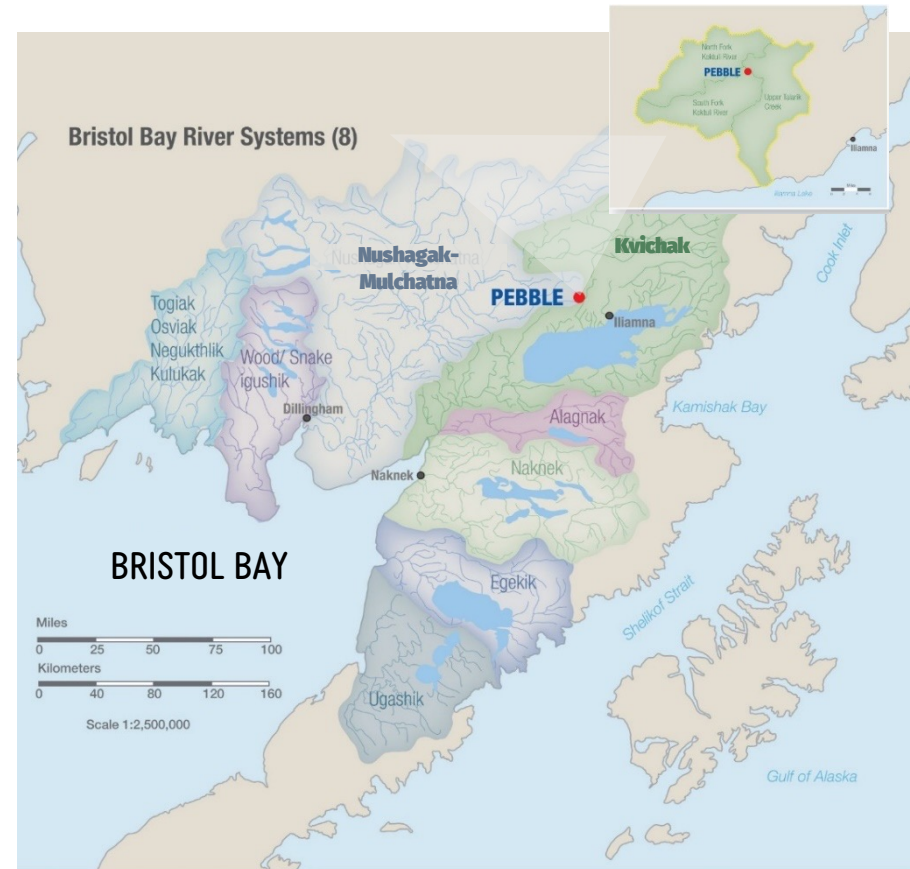 North Fork
Koktuli River
PEBBLE
South Fork
Koktuli River
Upper Talarik
Creek
Iliamna
Bristol Bay River Systems (8)
Nushagak-
Mulchatna
Kvichak
Cook Inlet
PEBBLE
Iliamna
Togiak
Osviak
Negukthlik
Kulukak
Wood/ Snake
igushik
Dillingham
Alagnak
Kamishak Bay
Naknek
Naknek
BRISTOL BAY
Egekik
Shelikof Strait
Miles
0 25 50 75 100
Kilometers
0 40 80 120 160
Scale 1:2,500,000
Ugashik
Gulf of Alaska